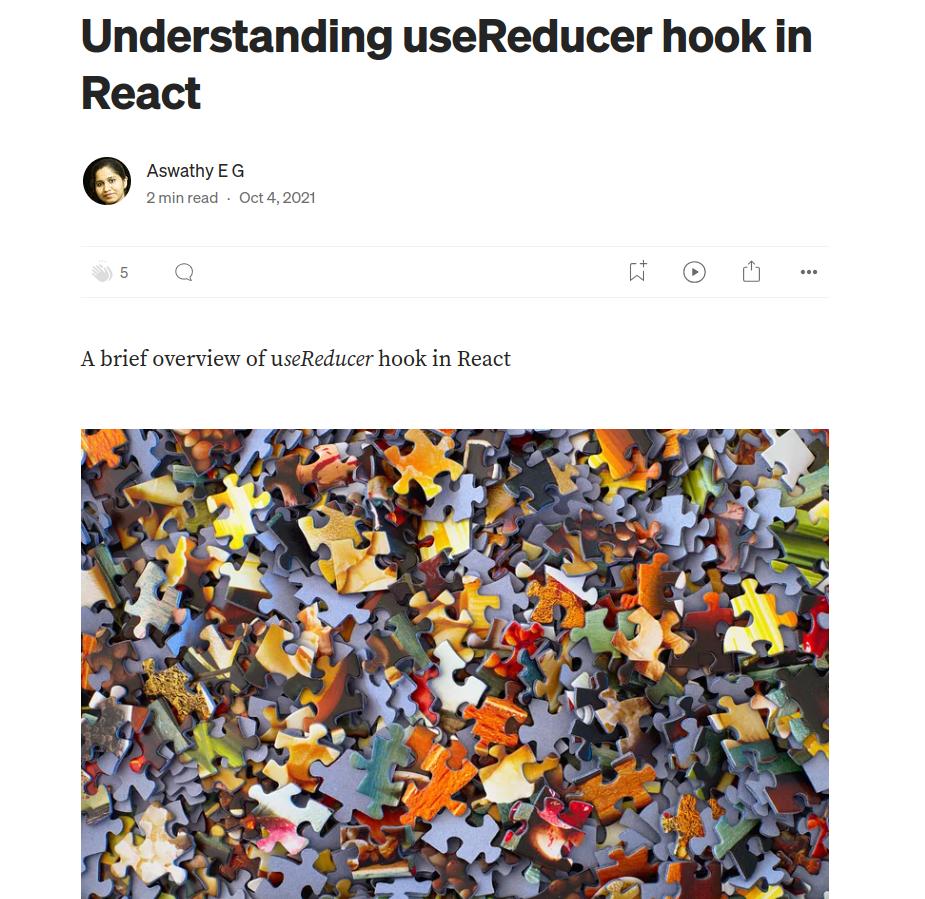 Understanding useReducer hook in
React
Aswathy E G
2 min read · Oct 4, 2021
5
A brief overview of useReducer hook in React